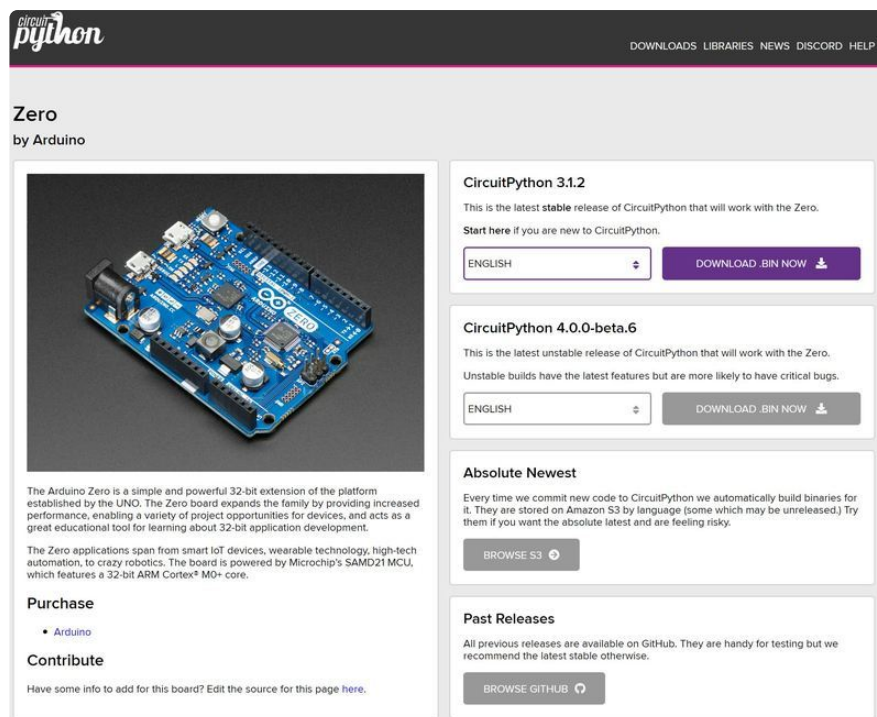 circuit
python
DOWNLOADS LIBRARIES NEWS DISCORD HELP
Zero
by Arduino
ARDUINO
ZERO
The Arduino Zero is a simple and powerful 32-bit extension of the platform
established by the UNO. The Zero board expands the family by providing increased
performance, enabling a variety of project opportunities for devices, and acts as a
great educational tool for learning about 32-bit application development.
The Zero applications span from smart IoT devices, wearable technology, high-tech
automation, to crazy robotics. The board is powered by Microchip's SAMD21 MCU,
which features a 32-bit ARM Cortex® M0+ core.
Purchase
• Arduino
Contribute
Have some info to add for this board? Edit the source for this page here.
CircuitPython 3.1.2
This is the latest stable release of CircuitPython that will work with the Zero.
Start here if you are new to CircuitPython.
ENGLISH
DOWNLOAD .BIN NOW
CircuitPython 4.0.0-beta.6
This is the latest unstable release of CircuitPython that will work with the Zero.
Unstable builds have the latest features but are more likely to have critical bugs.
ENGLISH
DOWNLOAD .BIN NOW
Absolute Newest
Every time we commit new code to CircuitPython we automatically build binaries for
it. They are stored on Amazon S3 by language (some which may be unreleased.) Try
them if you want the absolute latest and are feeling risky.
BROWSE S3
Past Releases
All previous releases are available on GitHub. They are handy for testing but we
recommend the latest stable otherwise.
BROWSE GITHUB